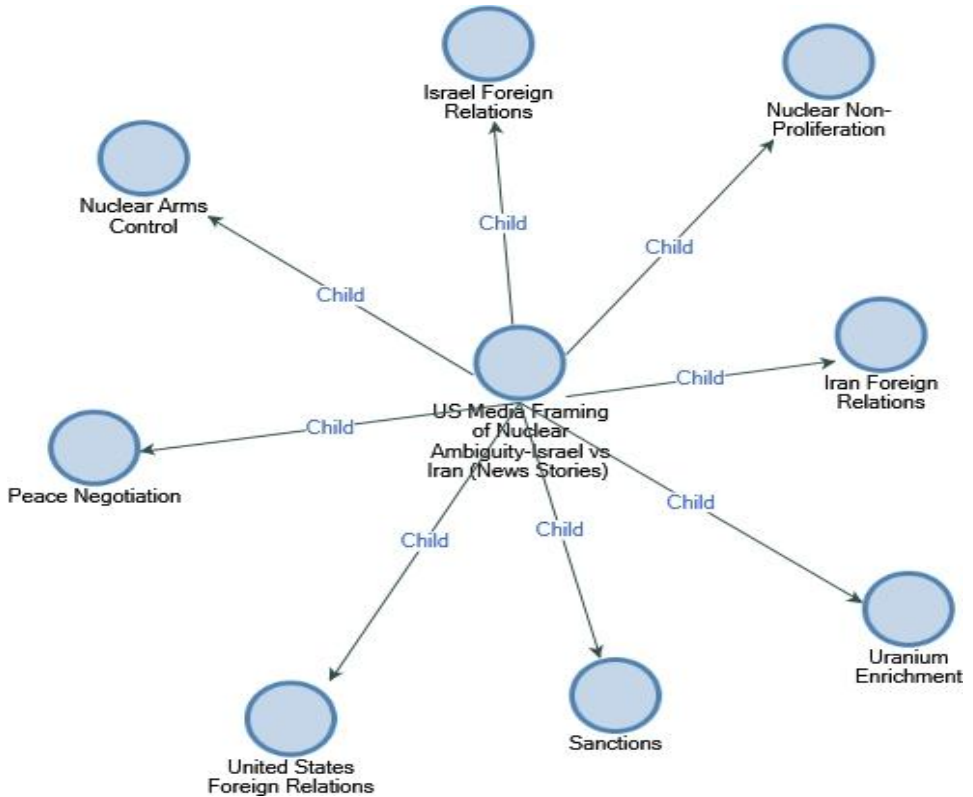 Israel Foreign
Relations
Nuclear Non-
Proliferation
Nuclear Arms
Control
Child
Child
Child
Child
Iran Foreign
Relations
US Media Framing
of Nuclear
Ambiguity-Israel vs
Iran (News Stories)
Child
Peace Negotiation
Child
Child
Child
Uranium
Enrichment
Sanctions
United States
Foreign Relations